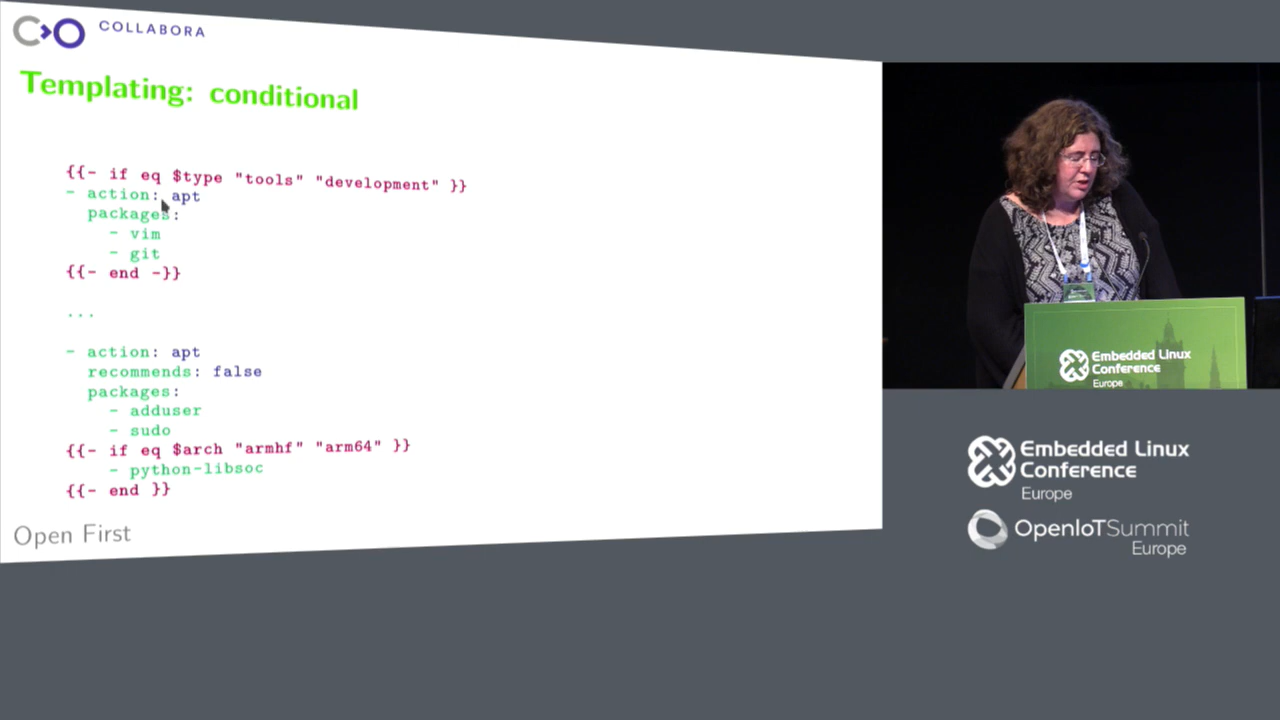 COLLABORA
Templating: conditional
{{- if eq $type "tools" "development" }}
- action: apt
packages:
- vim
- git
{{- end -}}
...
- action: apt
recommends: false
packages:
- adduser
- sudo
{{- if eq $arch "armhf" "arm64" }}
- python-libsoc
{{- end }}
Open First
Embedded Linux
Conference
Europe
Embedded Linux
Conference
Europe
OpenIoTSummit
Europe